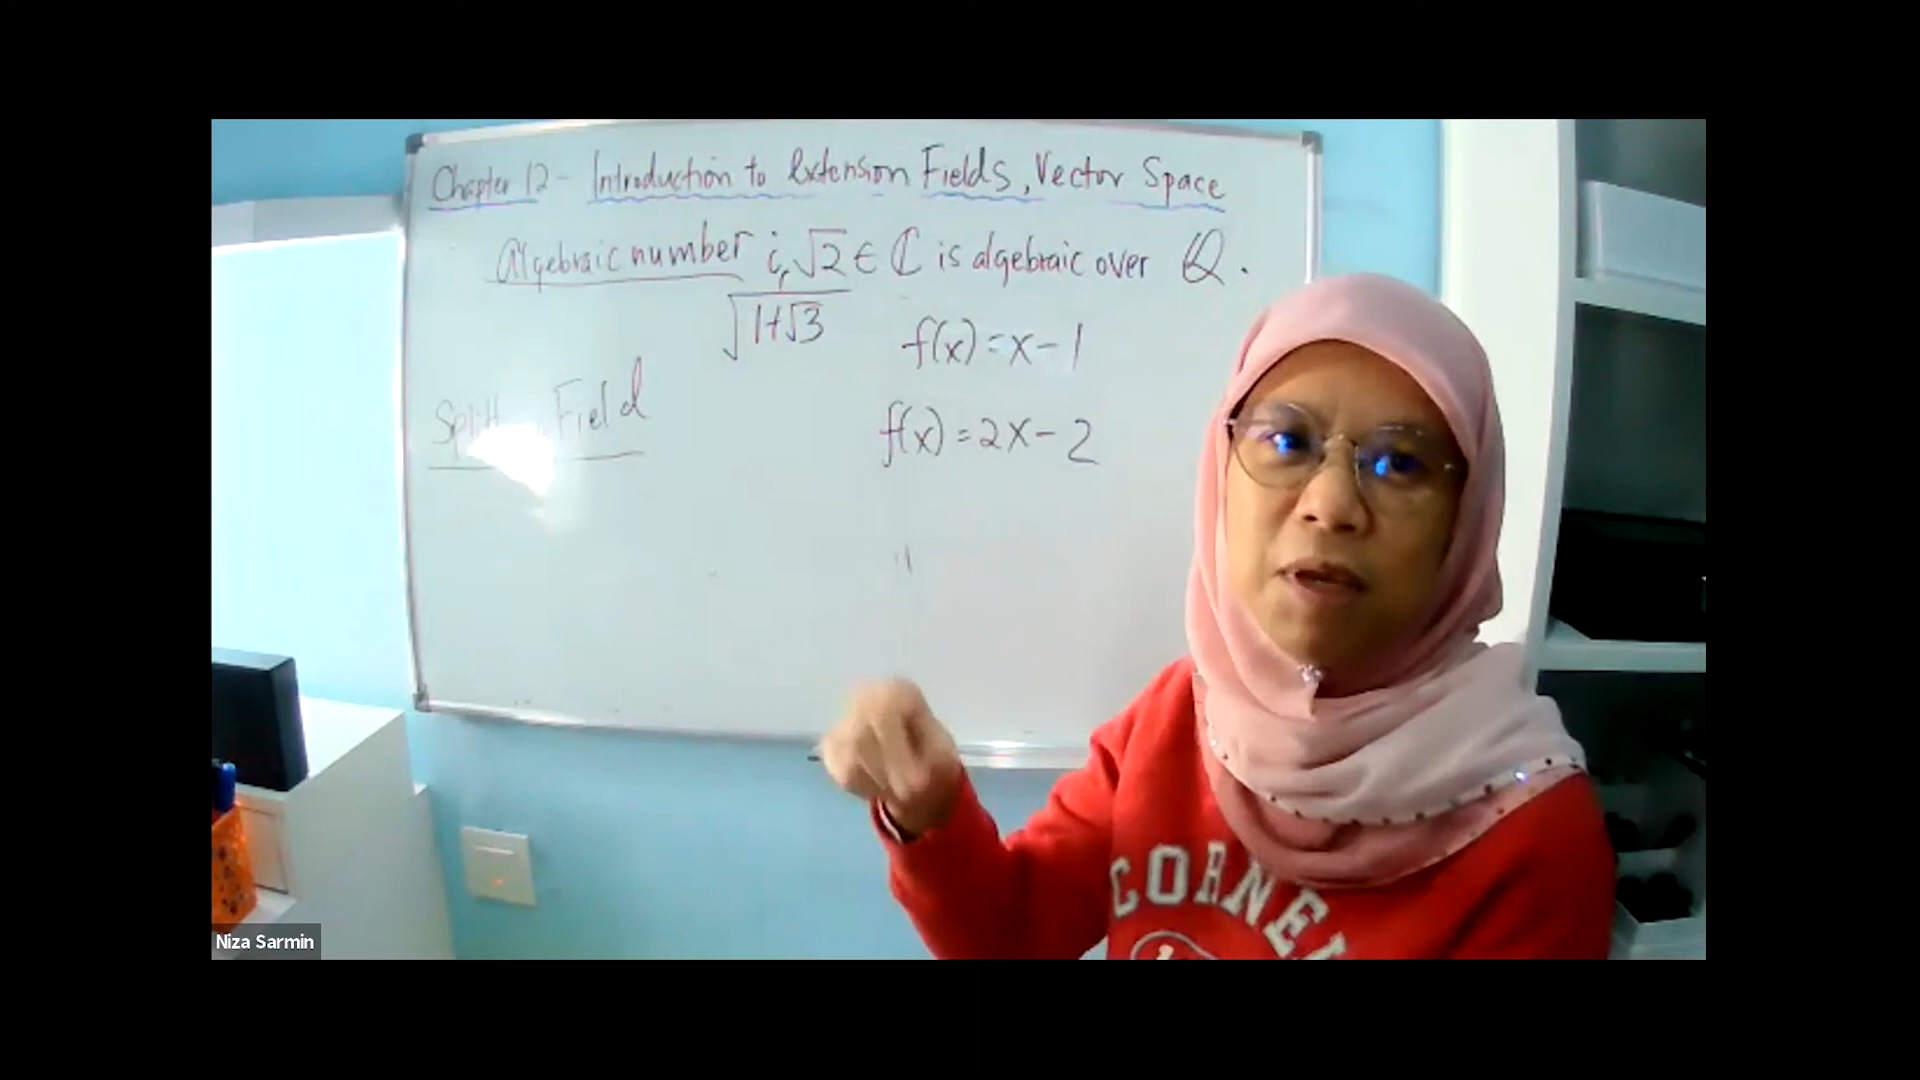 Chapter 12 - Introduction to extension Fields, Vector Space
Algebraic number i, √2 ∈ ℂ is algebraic over ℚ.
√(1+√3)
f(x) = x - 1
Field
f(x) = 2x - 2
CORNE
Niza Sarmin